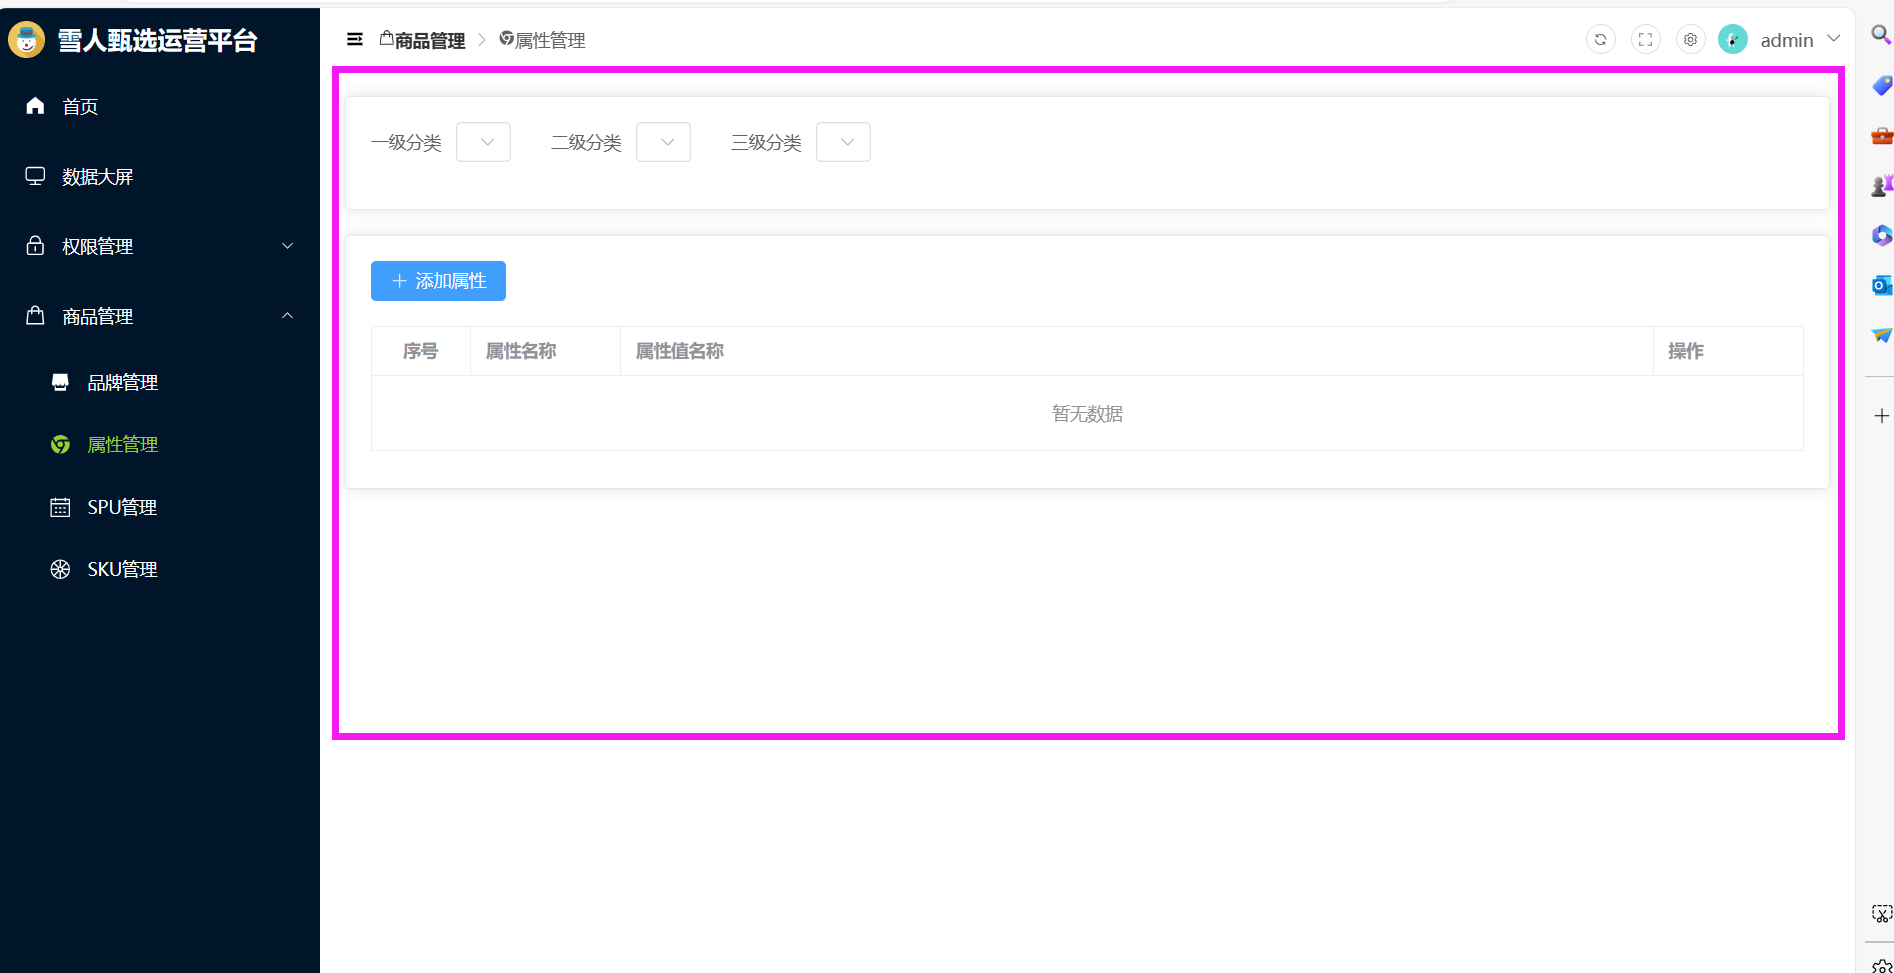 雪人甄选运营平台
首页
数据大屏
权限管理
商品管理
品牌管理
属性管理
SPU管理
SKU管理
商品管理 > 属性管理
admin
一级分类 二级分类 三级分类
添加属性
序号 属性名称 属性值名称 操作
暂无数据